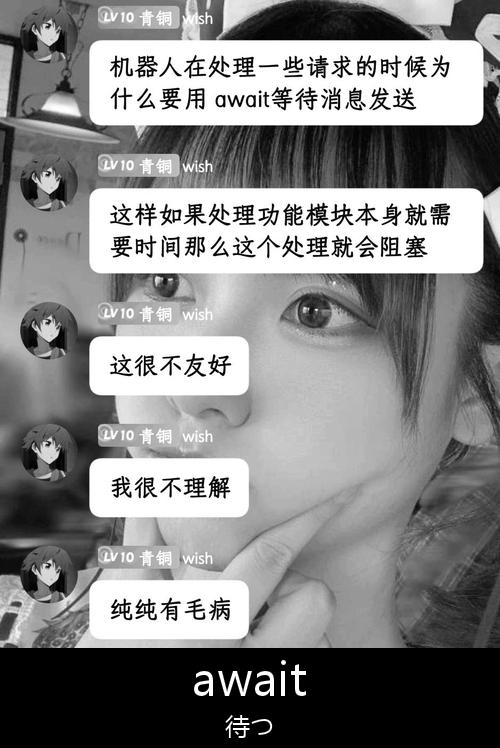 LV10 青铜 wish
机器人在处理一些请求的时候为
什么要用 await等待消息发送
LV10 青铜 wish
这样如果处理功能模块本身就需
要时间那么这个处理就会阻塞
LV10 青铜 wish
这很不友好
LV10 青铜 wish
我很不理解
LV10 青铜 wish
纯纯有毛病
await
待つ